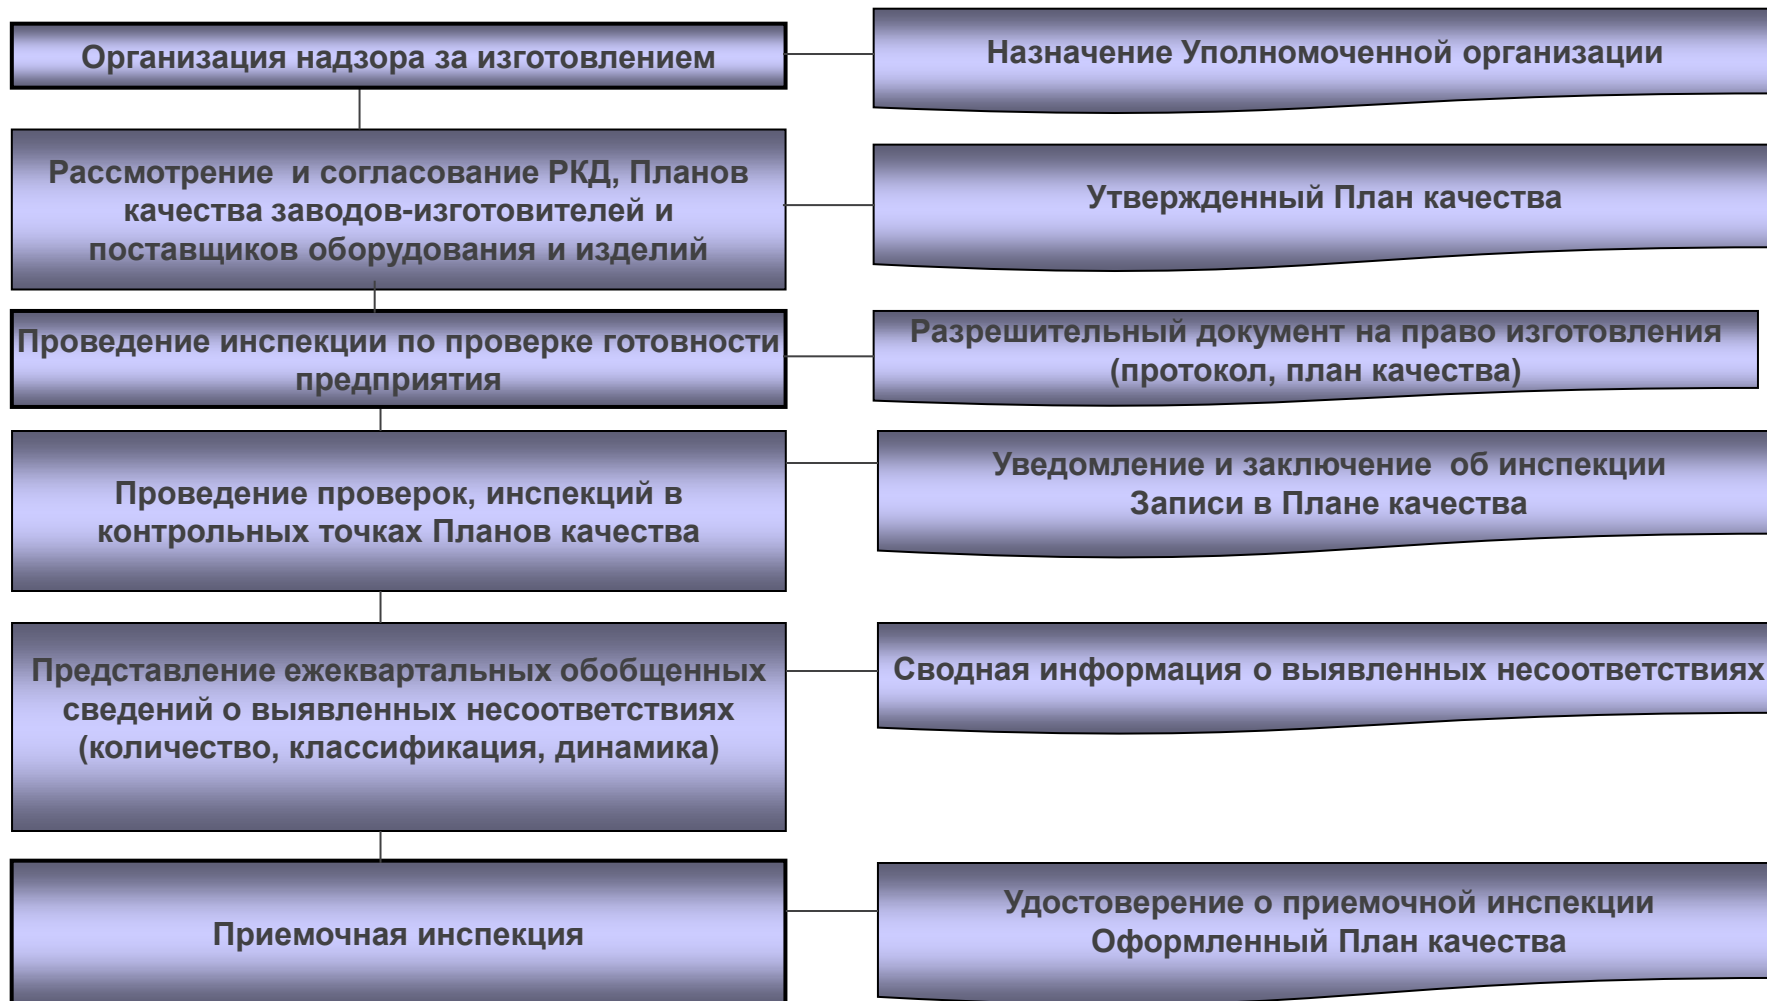 Организация надзора за изготовлением
Назначение Уполномоченной организации
Рассмотрение и согласование РКД, Планов
качества заводов-изготовителей и
поставщиков оборудования и изделий
Утвержденный План качества
Проведение инспекции по проверке готовности
предприятия
Разрешительный документ на право изготовления
(протокол, план качества)
Проведение проверок, инспекций в
контрольных точках Планов качества
Уведомление и заключение об инспекции
Записи в Плане качества
Представление ежеквартальных обобщенных
сведений о выявленных несоответствиях
(количество, классификация, динамика)
Сводная информация о выявленных несоответствиях
Приемочная инспекция
Удостоверение о приемочной инспекции
Оформленный План качества